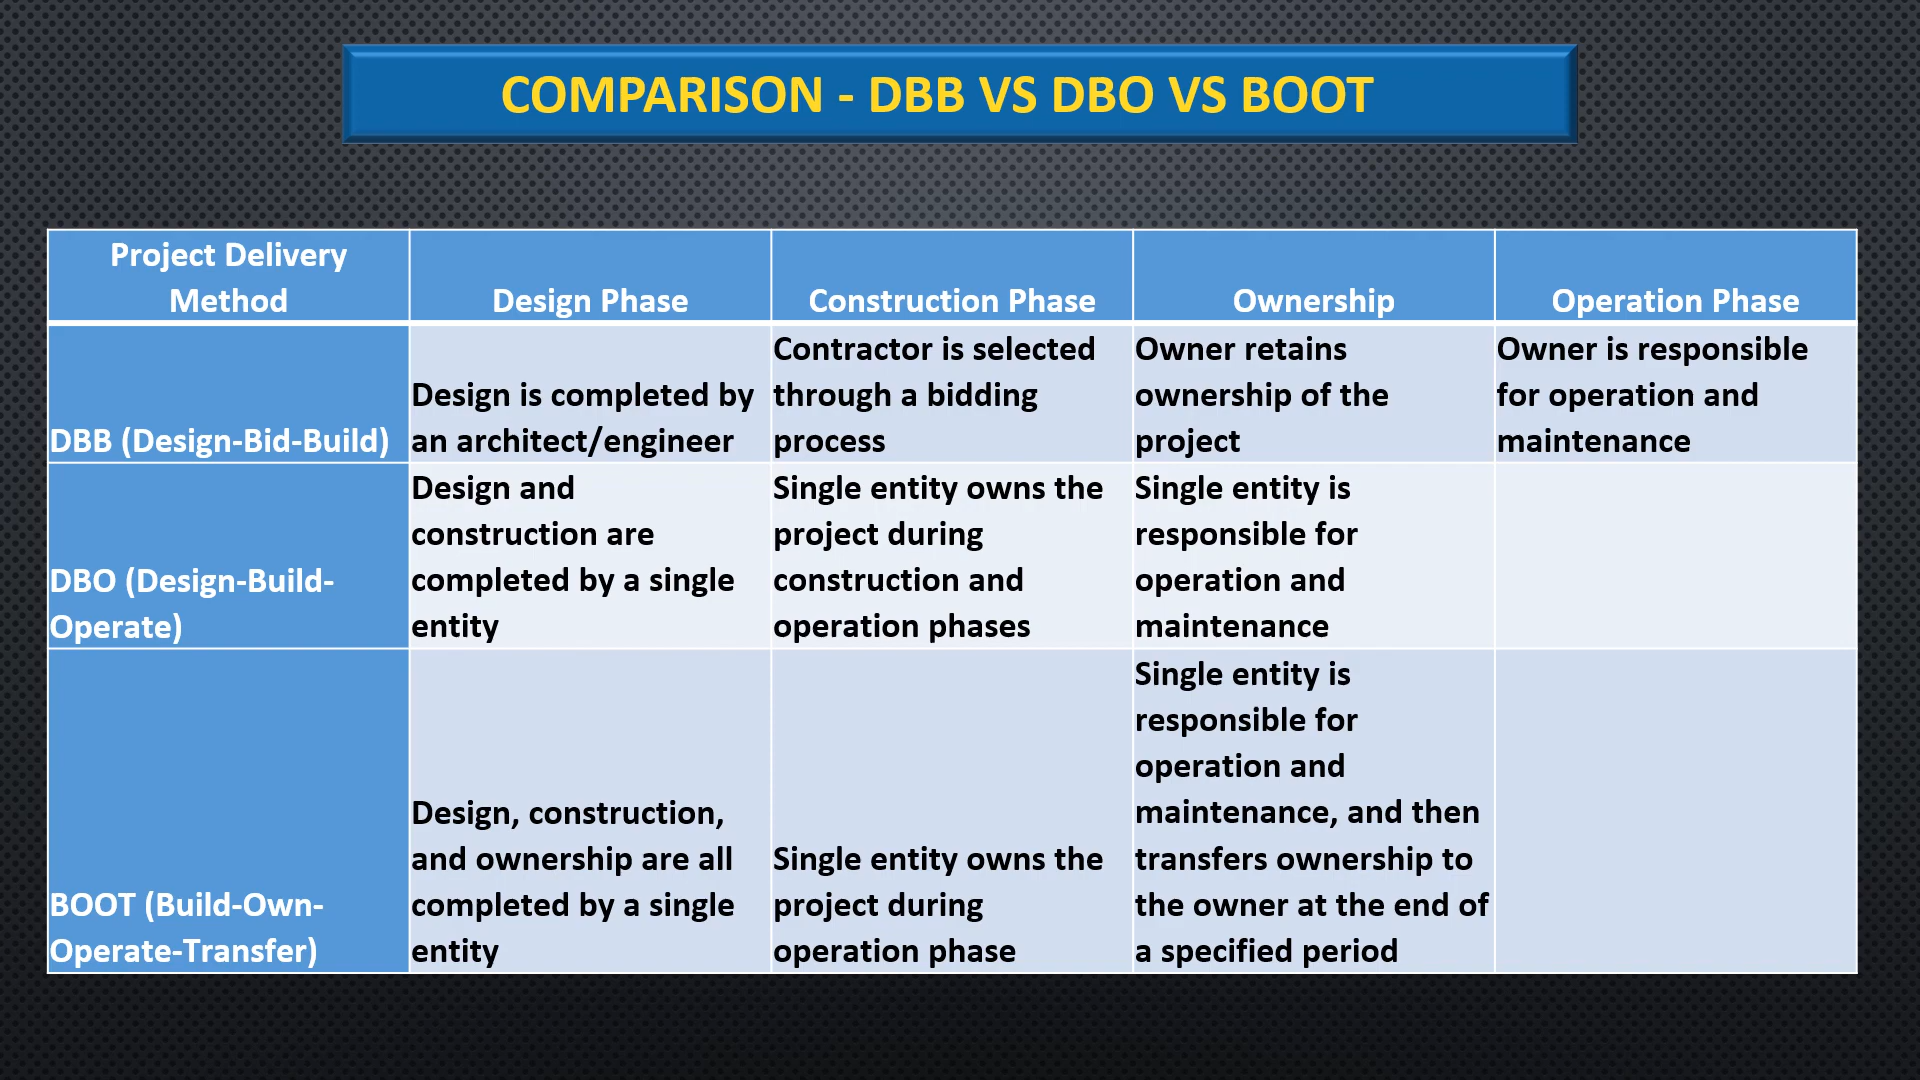 COMPARISON - DBB VS DBO VS BOOT
Project Delivery
Method
Design Phase
Construction Phase
Ownership
Operation Phase
DBB (Design-Bid-Build)
Design is completed by
an architect/engineer
Contractor is selected
through a bidding
process
Owner retains
ownership of the
project
Owner is responsible
for operation and
maintenance
DBO (Design-Build-
Operate)
Design and
construction are
completed by a single
entity
Single entity owns the
project during
construction and
operation phases
Single entity is
responsible for
operation and
maintenance
BOOT (Build-Own-
Operate-Transfer)
Design, construction,
and ownership are all
completed by a single
entity
Single entity owns the
project during
operation phase
Single entity is
responsible for
operation and
maintenance, and then
transfers ownership to
the owner at the end of
a specified period